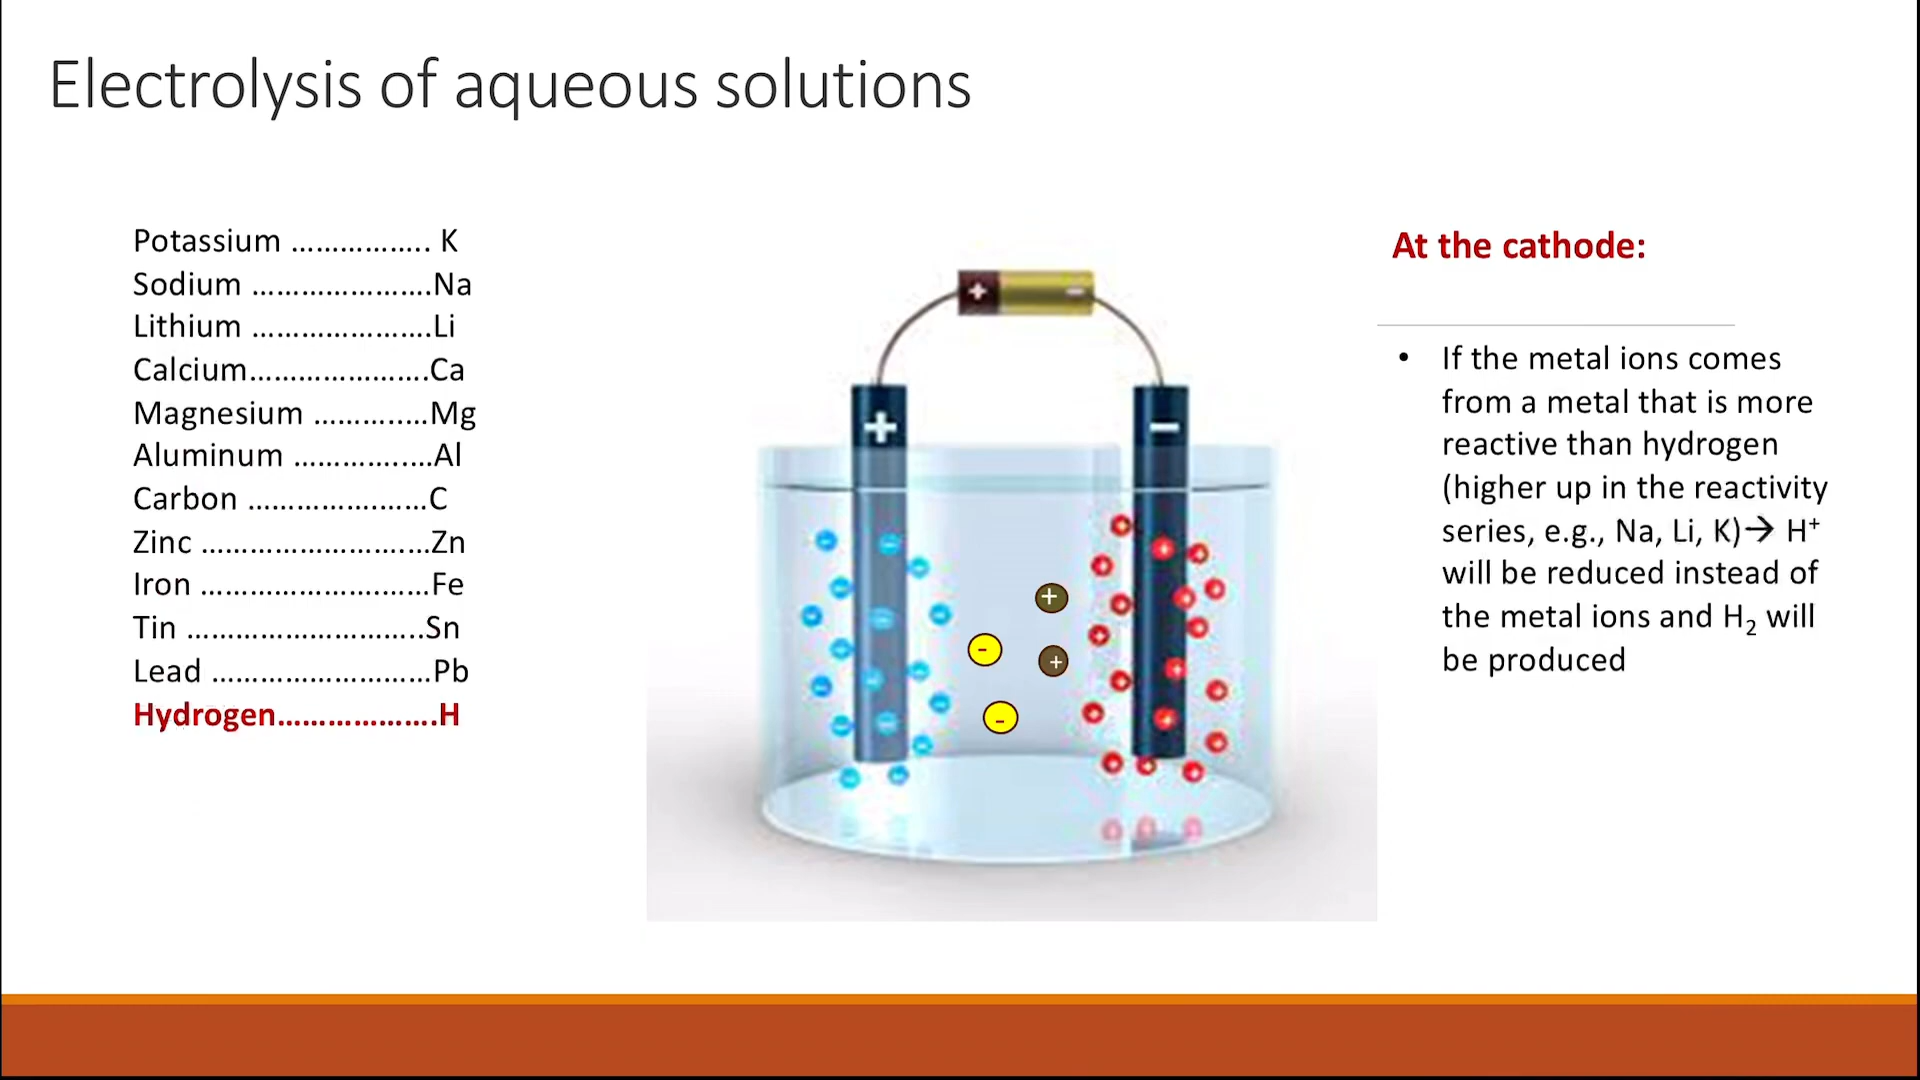 Electrolysis of aqueous solutions
Potassium …………….. K
Sodium ………………….Na
Lithium ………………….Li
Calcium………………….Ca
Magnesium …………..…Mg
Aluminum …………..….Al
Carbon ……………..……C
Zinc ……………………..…Zn
Iron ………………………..Fe
Tin ………………………..Sn
Lead ……………………..Pb
Hydrogen……………….H
+ -
+ -
At the cathode:
• If the metal ions comes
from a metal that is more
reactive than hydrogen
(higher up in the reactivity
series, e.g., Na, Li, K)→ H⁺
will be reduced instead of
the metal ions and H₂ will
be produced